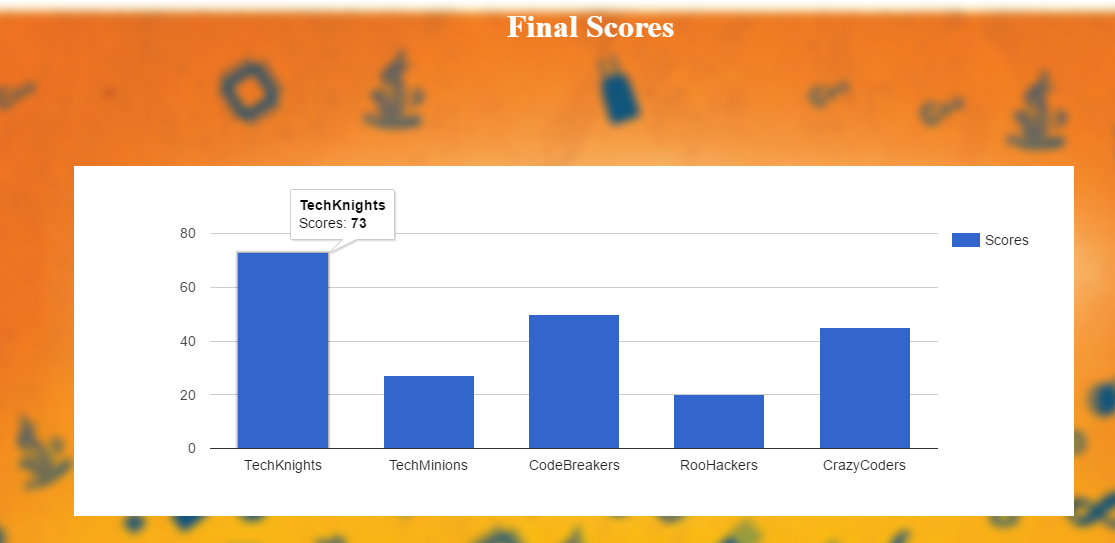 Final Scores
TechKnights
Scores: 73
80
Scores
60
40
20
0
TechKnights TechMinions CodeBreakers RooHackers CrazyCoders